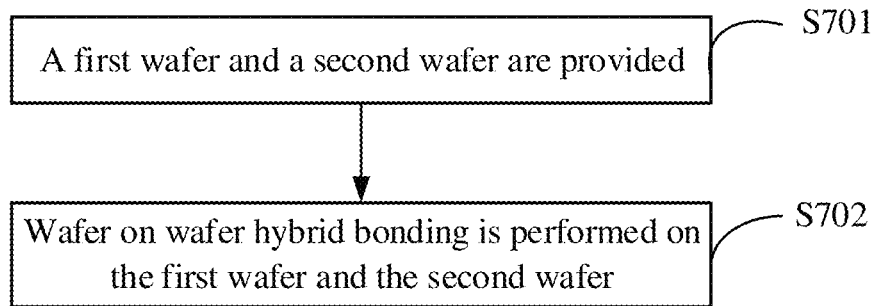 S701
A first wafer and a second wafer are provided
S702
Wafer on wafer hybrid bonding is performed on
the first wafer and the second wafer